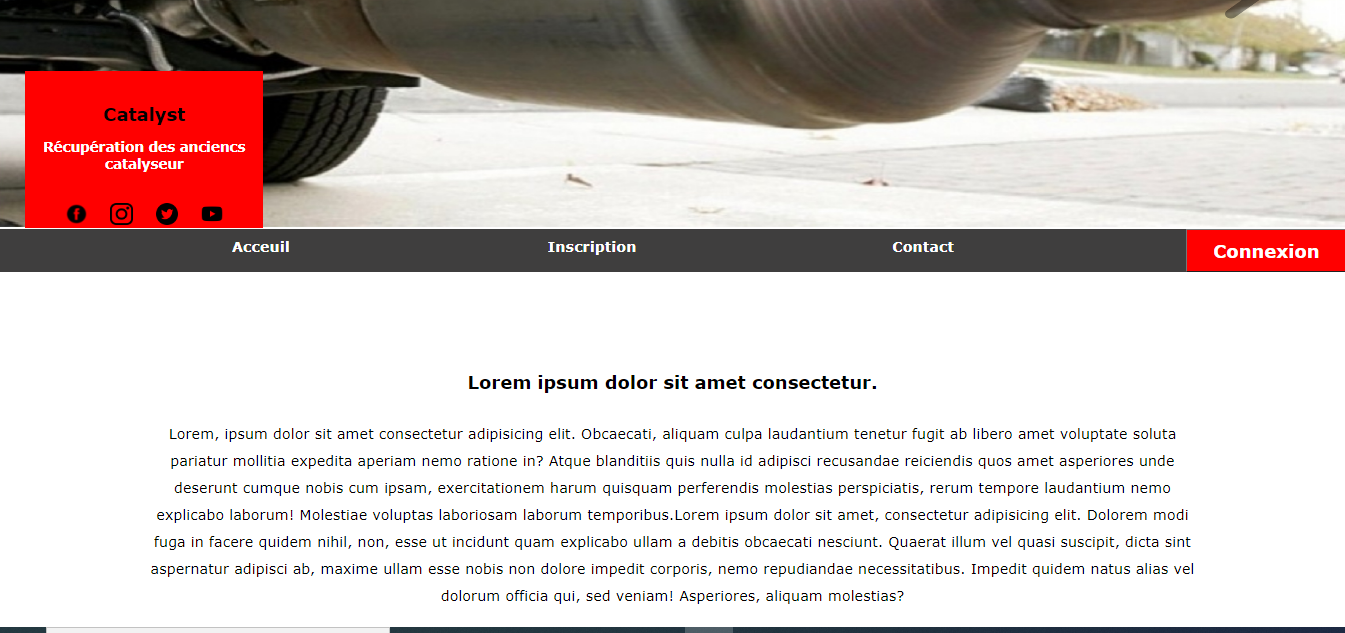 Catalyst
Récupération des anciencs
catalyseur
Acceuil
Inscription
Contact
Connexion
Lorem ipsum dolor sit amet consectetur.
Lorem, ipsum dolor sit amet consectetur adipisicing elit. Obcaecati, aliquam culpa laudantium tenetur fugit ab libero amet voluptate soluta
pariatur mollitia expedita aperiam nemo ratione in? Atque blanditiis quis nulla id adipisci recusandae reiciendis quos amet asperiores unde
deserunt cumque nobis cum ipsam, exercitationem harum quisquam perferendis molestias perspiciatis, rerum tempore laudantium nemo
explicabo laborum! Molestiae voluptas laboriosam laborum temporibus.Lorem ipsum dolor sit amet, consectetur adipisicing elit. Dolorem modi
fuga in facere quidem nihil, non, esse ut incidunt quam explicabo ullam a debitis obcaecati nesciunt. Quaerat illum vel quasi suscipit, dicta sint
aspernatur adipisci ab, maxime ullam esse nobis non dolore impedit corporis, nemo repudiandae necessitatibus. Impedit quidem natus alias vel
dolorum officia qui, sed veniam! Asperiores, aliquam molestias?